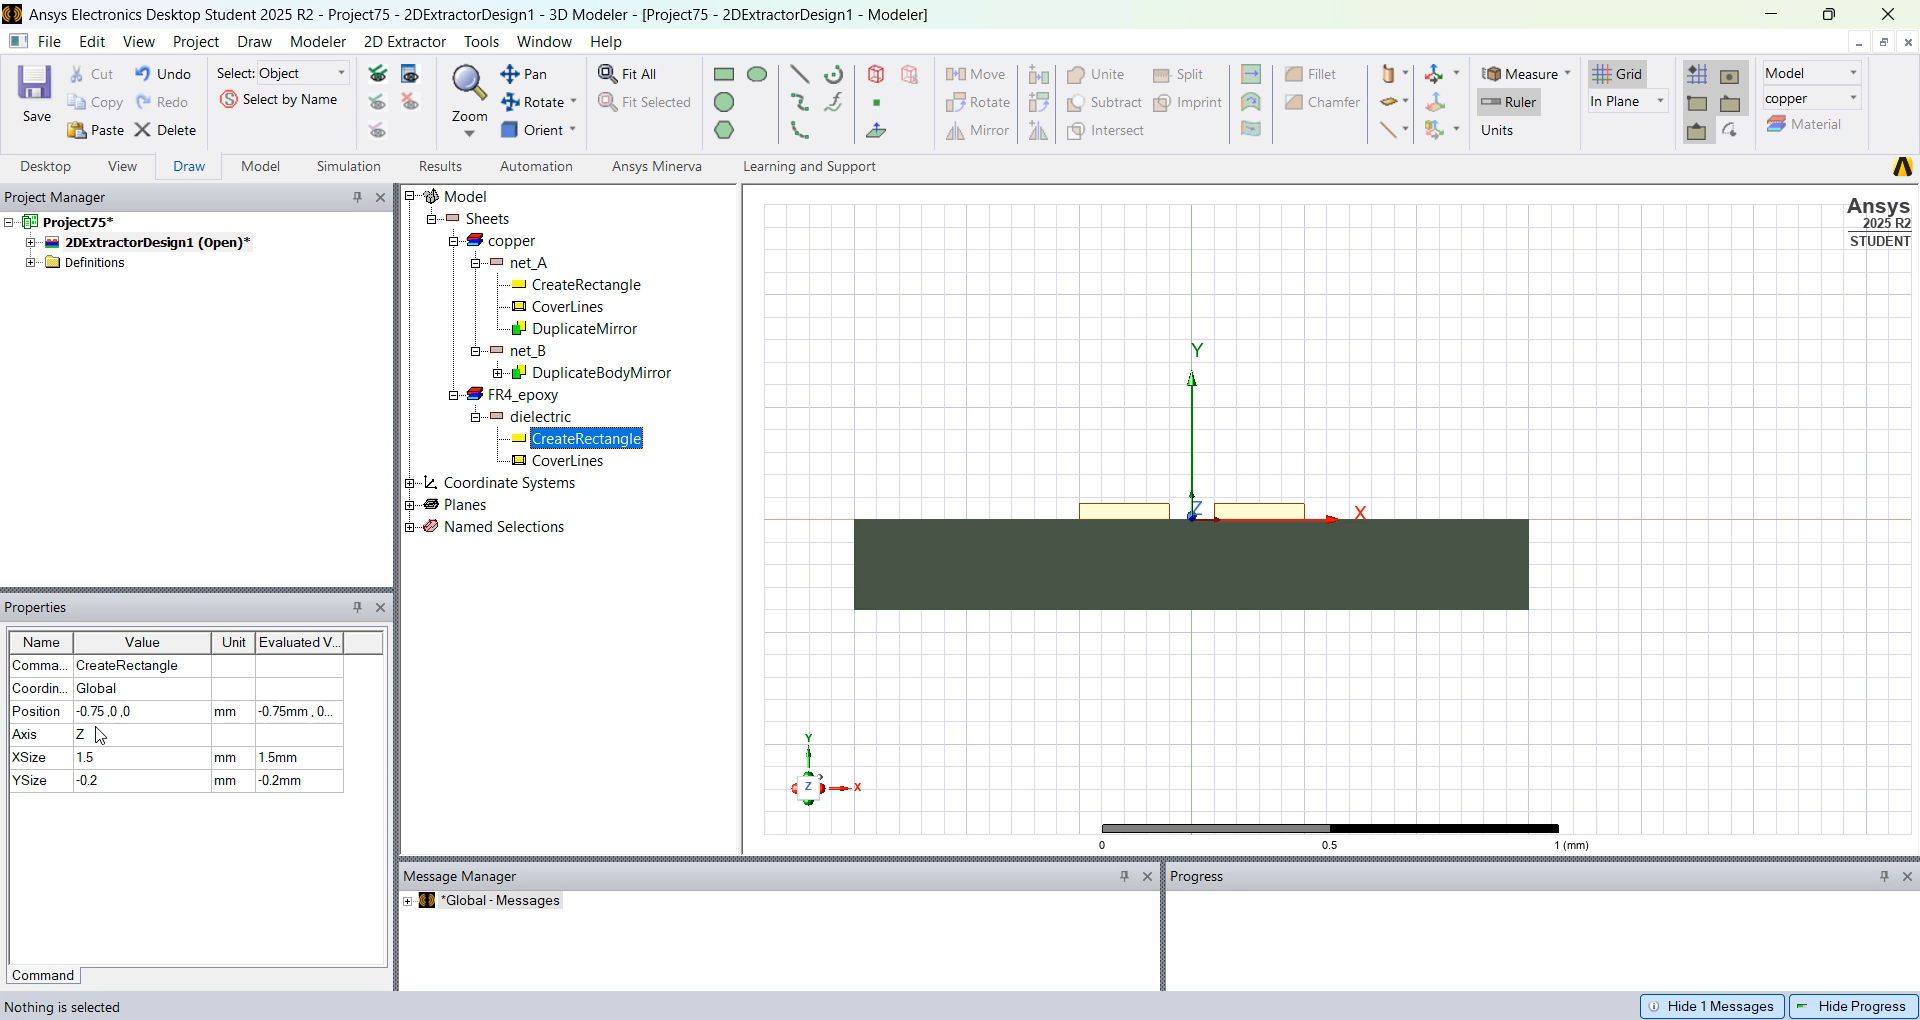 Ansys Electronics Desktop Student 2025 R2 - Project75 - 2DExtractorDesign1 - 3D Modeler - [Project75 - 2DExtractorDesign1 - Modeler]
File Edit View Project Draw Modeler 2D Extractor Tools Window Help
Save
Cut
Copy
Paste
Undo
Redo
Delete
Select: Object
Select by Name
Zoom
Pan
Rotate
Orient
Fit All
Fit Selected
Move
Rotate
Mirror
Unite
Subtract
Intersect
Split
Imprint
Fillet
Chamfer
Measure
Ruler
Units
Grid
In Plane
Model
copper
Material
Desktop View Draw Model Simulation Results Automation Ansys Minerva Learning and Support
Project Manager
Project75*
2DExtractorDesign1 (Open)*
Definitions
Properties
Name Value Unit Evaluated V...
Comma... CreateRectangle
Coordin... Global
Position -0.75 ,0 ,0 mm -0.75mm , 0...
Axis Z
XSize 1.5 mm 1.5mm
YSize -0.2 mm -0.2mm
Command
Model
Sheets
copper
net_A
CreateRectangle
CoverLines
DuplicateMirror
net_B
DuplicateBodyMirror
FR4_epoxy
dielectric
CreateRectangle
CoverLines
Coordinate Systems
Planes
Named Selections
Ansys
2025 R2
STUDENT
Y
Z
X
Y
Z
X
0 0.5 1 (mm)
Message Manager
*Global - Messages
Progress
Nothing is selected
Hide 1 Messages
Hide Progress